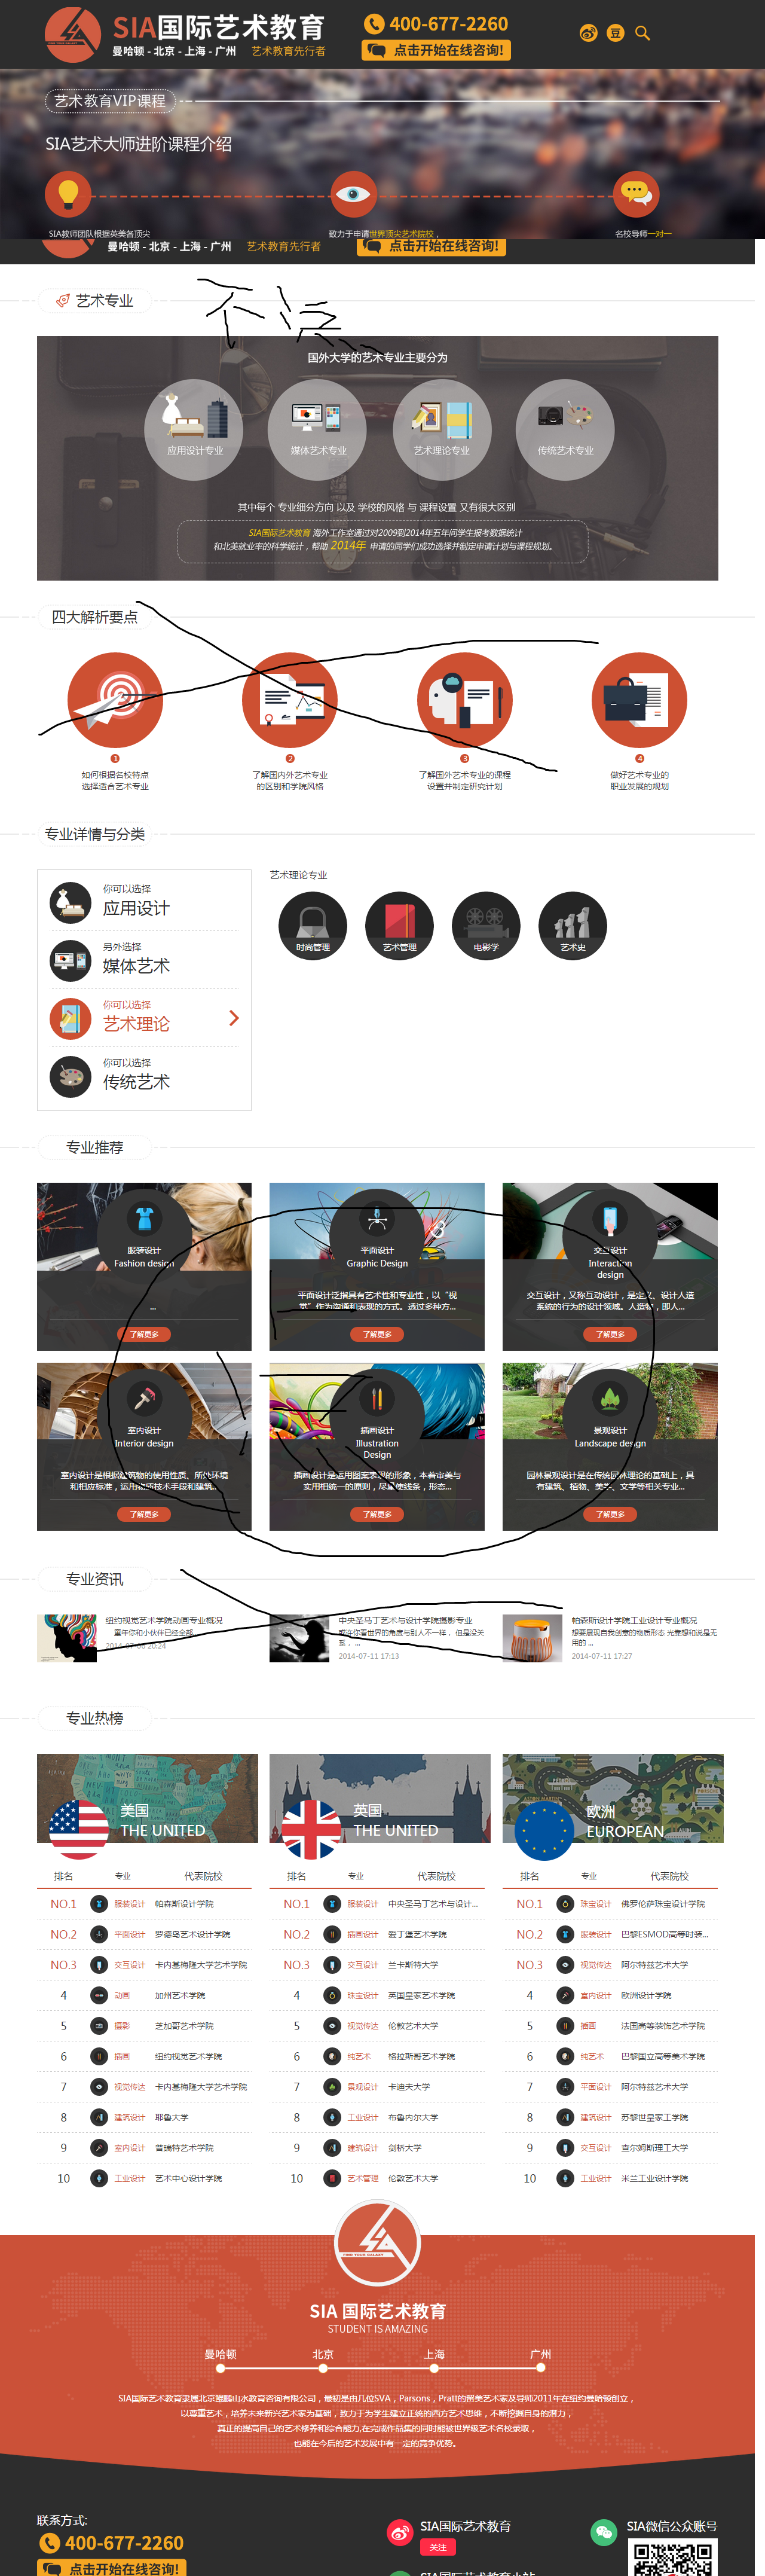 SIA国际艺术教育
曼哈顿 - 北京 - 上海 - 广州 艺术教育先行者
400-677-2260
点击开始在线咨询!
豆
艺术教育VIP课程
SIA艺术大师进阶课程介绍
SIA教师团队根据英美各顶尖
致力于申请世界顶尖艺术院校，
名校导师一对一
曼哈顿 - 北京 - 上海 - 广州 艺术教育先行者
点击开始在线咨询!
艺术专业
国外大学的艺术专业主要分为
应用设计专业
媒体艺术专业
艺术理论专业
传统艺术专业
其中每个 专业细分方向 以及 学校的风格 与 课程设置 又有很大区别
SIA国际艺术教育 海外工作室通过对2009到2014年五年间学生报考数据统计
和北美就业率的科学统计，帮助 2014年 申请的同学们成功选择并制定申请计划与课程规划。
四大解析要点
1
如何根据名校特点
选择适合艺术专业
2
了解国内外艺术专业
的区别和学院风格
3
了解国外艺术专业的课程
设置并制定研究计划
4
做好艺术专业的
职业发展的规划
专业详情与分类
你可以选择
应用设计
另外选择
媒体艺术
你可以选择
艺术理论
你可以选择
传统艺术
艺术理论专业
时尚管理
艺术管理
电影学
艺术史
专业推荐
服装设计
Fashion design
...
了解更多
平面设计
Graphic Design
平面设计泛指具有艺术性和专业性，以“视
觉”作为沟通和表现的方式。透过多种方...
了解更多
交互设计
Interaction
design
交互设计，又称互动设计，是定义、设计人造
系统的行为的设计领域。人造物，即人...
了解更多
室内设计
Interior design
室内设计是根据建筑物的使用性质、所处环境
和相应标准，运用物质技术手段和建筑...
了解更多
插画设计
Illustration
Design
插画设计是运用图案表现的形象，本着审美与
实用相统一的原则，尽量使线条，形态...
了解更多
景观设计
Landscape design
园林景观设计是在传统园林理论的基础上，具
有建筑、植物、美学、文学等相关专业...
了解更多
专业资讯
纽约视觉艺术学院动画专业概况
童年你和小伙伴已经全部
中央圣马丁艺术与设计学院摄影专业
或许你看世界的角度与别人不一样， 但是没关
系， ...
2014-07-11 17:13
帕森斯设计学院工业设计专业概况
想要展现自我创意的物质形态 光靠想和说是无
用的 ...
2014-07-11 17:27
专业热榜
美国
THE UNITED
英国
THE UNITED
欧洲
EUROPEAN
排名 专业 代表院校
NO.1 服装设计 帕森斯设计学院
NO.2 平面设计 罗德岛艺术设计学院
NO.3 交互设计 卡内基梅隆大学艺术学院
4 动画 加州艺术学院
5 摄影 芝加哥艺术学院
6 插画 纽约视觉艺术学院
7 视觉传达 卡内基梅隆大学艺术学院
8 建筑设计 耶鲁大学
9 室内设计 普瑞特艺术学院
10 工业设计 艺术中心设计学院
排名 专业 代表院校
NO.1 服装设计 中央圣马丁艺术与设计...
NO.2 插画设计 爱丁堡艺术学院
NO.3 交互设计 兰卡斯特大学
4 珠宝设计 英国皇家艺术学院
5 视觉传达 伦敦艺术大学
6 纯艺术 格拉斯哥艺术学院
7 景观设计 卡迪夫大学
8 工业设计 布鲁内尔大学
9 建筑设计 剑桥大学
10 艺术管理 伦敦艺术大学
排名 专业 代表院校
NO.1 珠宝设计 佛罗伦萨珠宝设计学院
NO.2 服装设计 巴黎ESMOD高等时装...
NO.3 视觉传达 阿尔特兹艺术大学
4 室内设计 欧洲设计学院
5 插画 法国高等装饰艺术学院
6 纯艺术 巴黎国立高等美术学院
7 平面设计 阿尔特兹艺术大学
8 建筑设计 苏黎世皇家工学院
9 交互设计 查尔姆斯理工大学
10 工业设计 米兰工业设计学院
SIA 国际艺术教育
STUDENT IS AMAZING
曼哈顿 北京 上海 广州
SIA国际艺术教育隶属北京鲲鹏山水教育咨询有限公司，最初是由几位SVA，Parsons，Pratt的留美艺术家及导师2011年在纽约曼哈顿创立，
以尊重艺术，培养未来新兴艺术家为基础，致力于为学生建立正统的西方艺术思维，不断挖掘自身的潜力，
真正的提高自己的艺术修养和综合能力,在完成作品集的同时能被世界级艺术名校录取，
也能在今后的艺术发展中有一定的竞争优势。
联系方式:
400-677-2260
点击开始在线咨询!
SIA国际艺术教育
关注
SIA微信公众账号